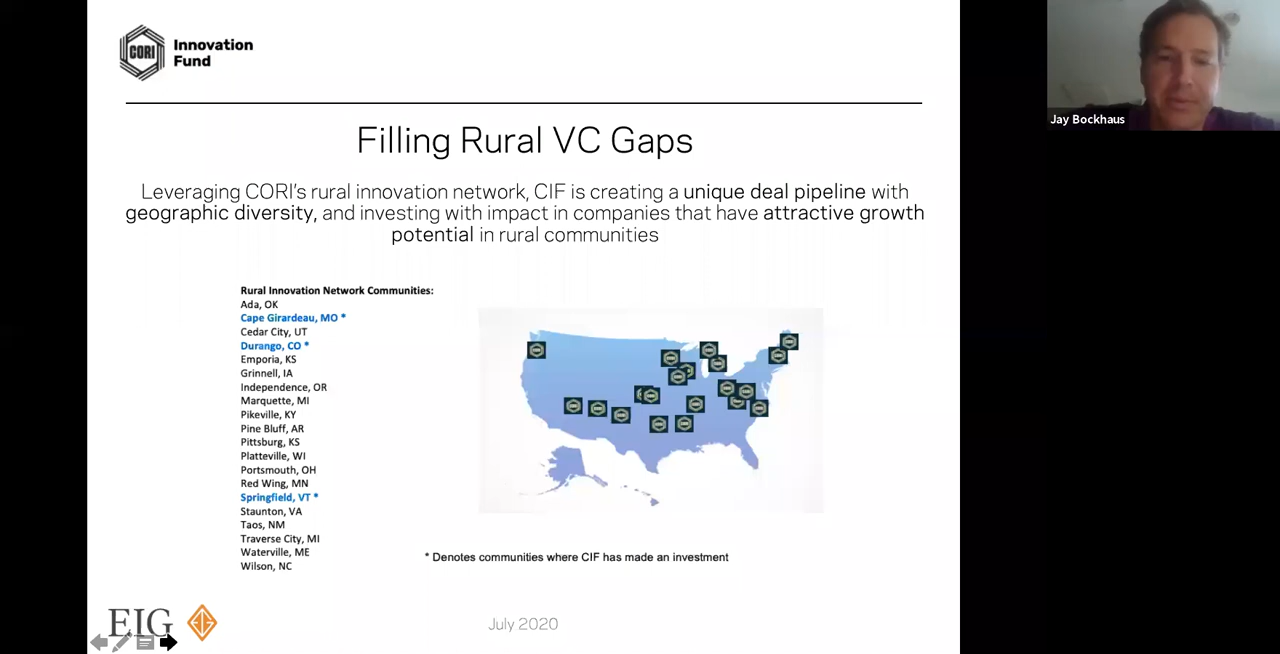 CORI
Innovation
Fund
Jay Bockhaus
Filling Rural VC Gaps
Leveraging CORI's rural innovation network, CIF is creating a unique deal pipeline with
geographic diversity, and investing with impact in companies that have attractive growth
potential in rural communities
Rural Innovation Network Communities:
Ada, OK
Cape Girardeau, MO *
Cedar City, UT
Durango, CO *
Emporia, KS
Grinnell, IA
Independence, OR
Marquette, MI
Pikeville, KY
Pine Bluff, AR
Pittsburg, KS
Platteville, WI
Portsmouth, OH
Red Wing, MN
Springfield, VT *
Staunton, VA
Taos, NM
Traverse City, MI
Waterville, ME
Wilson, NC
* Denotes communities where CIF has made an investment
EIG
July 2020